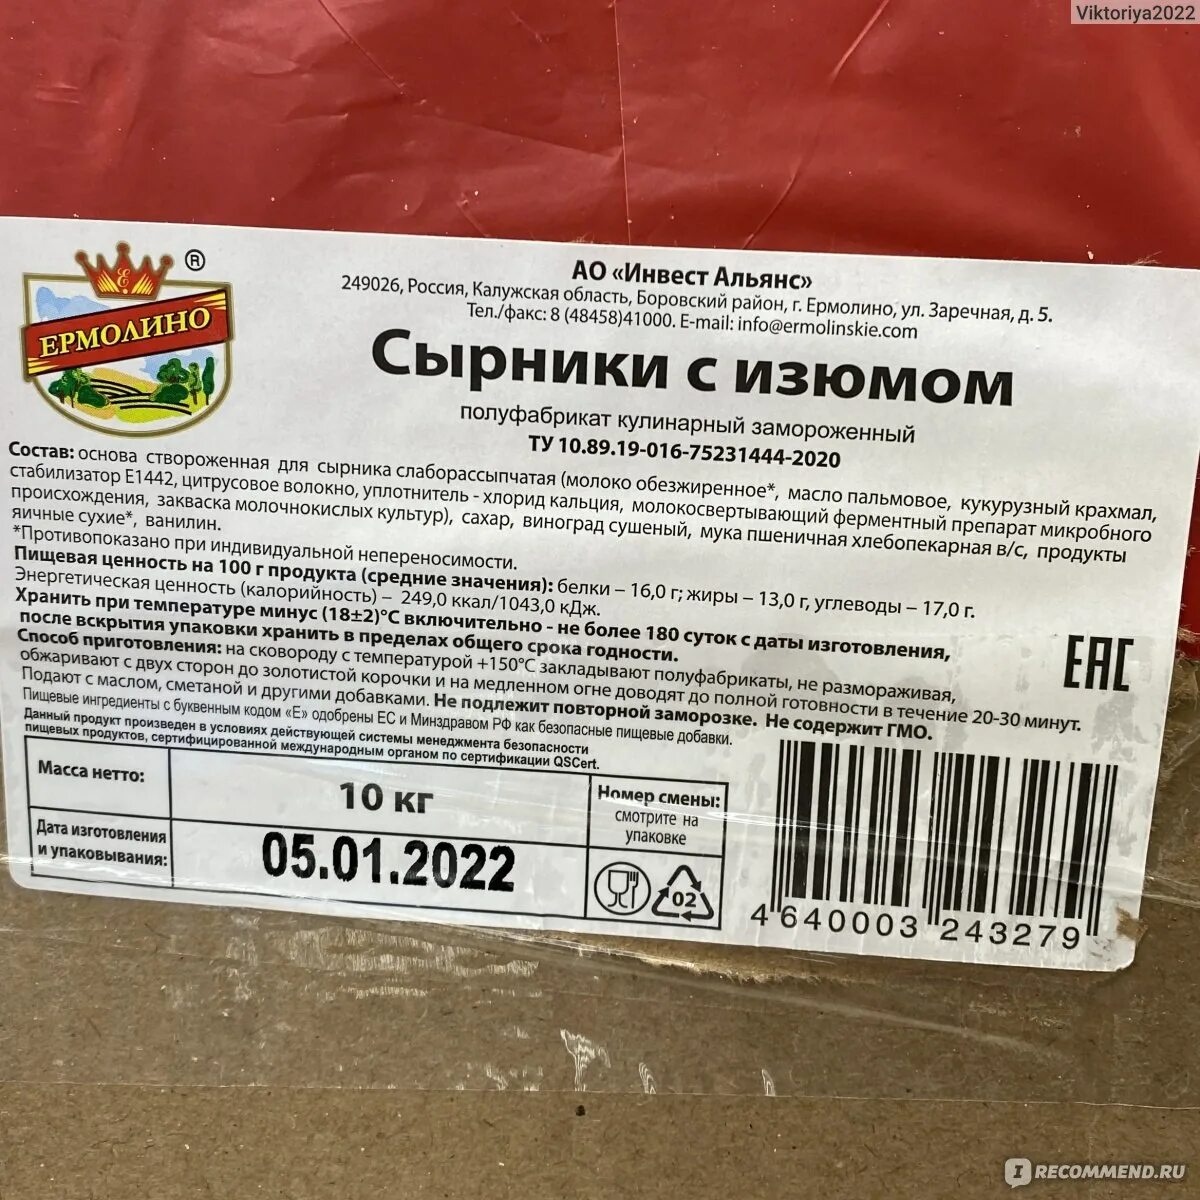 Viktoriya2022
ЕРМОЛИНО
®
Е
АО «Инвест Альянс»
249026, Россия, Калужская область, Боровский район, г. Ермолино, ул. Заречная, д. 5.
Тел./факс: 8 (48458)41000. E-mail: info@ermolinskie.com
Сырники с изюмом
полуфабрикат кулинарный замороженный
ТУ 10.89.19-016-75231444-2020
Состав: основа створоженная для сырника слаборассыпчатая (молоко обезжиренное*, масло пальмовое, кукурузный крахмал,
стабилизатор Е1442, цитрусовое волокно, уплотнитель - хлорид кальция, молокосвертывающий ферментный препарат микробного
происхождения, закваска молочнокислых культур), сахар, виноград сушеный, мука пшеничная хлебопекарная в/с, продукты
яичные сухие*, ванилин.
*Противопоказано при индивидуальной непереносимости.
Пищевая ценность на 100 г продукта (средние значения): белки – 16,0 г; жиры – 13,0 г, углеводы – 17,0 г.
Энергетическая ценность (калорийность) – 249,0 ккал/1043,0 кДж.
Хранить при температуре минус (18±2)°С включительно - не более 180 суток с даты изготовления,
после вскрытия упаковки хранить в пределах общего срока годности.
Способ приготовления: на сковороду с температурой +150°С закладывают полуфабрикаты, не размораживая,
обжаривают с двух сторон до золотистой корочки и на медленном огне доводят до полной готовности в течение 20-30 минут.
Подают с маслом, сметаной и другими добавками. Не подлежит повторной заморозке. Не содержит ГМО.
Пищевые ингредиенты с буквенным кодом «Е» одобрены ЕС и Минздравом РФ как безопасные пищевые добавки.
Данный продукт произведен в условиях действующей системы менеджмента безопасности
пищевых продуктов, сертифицированной международным органом по сертификации QSCert.
ЕАС
Масса нетто:
10 кг
Номер смены:
смотрите на
упаковке
Дата изготовления
и упаковывания:
05.01.2022
02
4 640003 243279
IRECOMMEND.RU